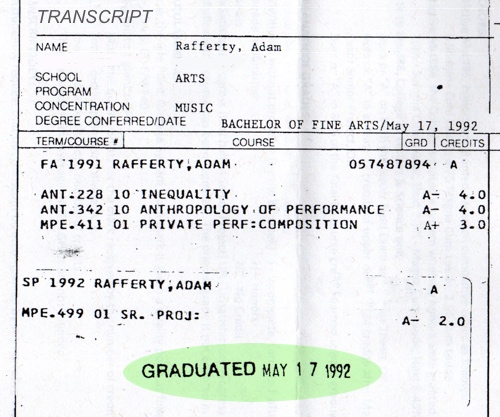 TRANSCRIPT
NAME Rafferty, Adam
SCHOOL ARTS
PROGRAM
CONCENTRATION MUSIC
DEGREE CONFERRED/DATE BACHELOR OF FINE ARTS/May 17, 1992
TERM/COURSE # COURSE GRD CREDITS
FA 1991 RAFFERTY,ADAM 057487894 A
ANT.228 10 INEQUALITY A- 4.0
ANT.342 10 ANTHROPOLOGY OF PERFORMANCE A- 4.0
MPE.411 01 PRIVATE PERF:COMPOSITION A+ 3.0
SP 1992 RAFFERTY,ADAM A
MPE.499 01 SR. PROJ: A- 2.0
GRADUATED MAY 17 1992